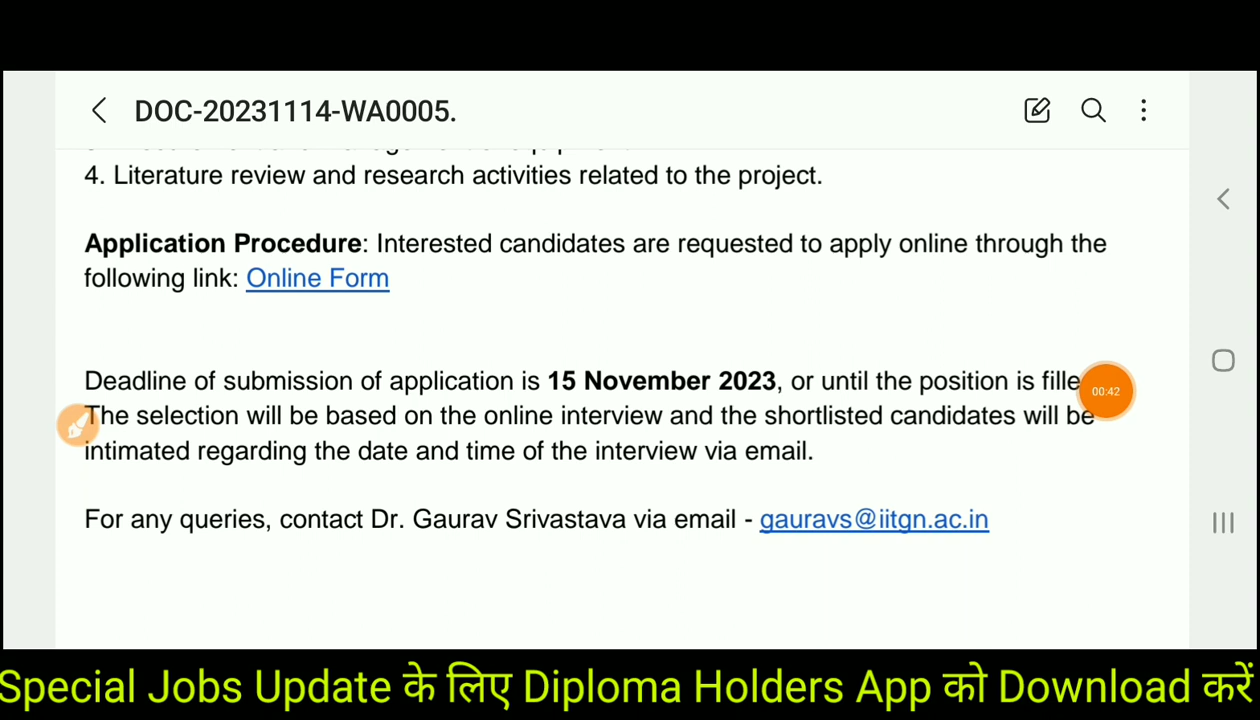 DOC-20231114-WA0005.
4. Literature review and research activities related to the project.
Application Procedure: Interested candidates are requested to apply online through the
following link: Online Form
Deadline of submission of application is 15 November 2023, or until the position is fille
00:42
The selection will be based on the online interview and the shortlisted candidates will be
intimated regarding the date and time of the interview via email.
For any queries, contact Dr. Gaurav Srivastava via email - gauravs@iitgn.ac.in
Special Jobs Update के लिए Diploma Holders App को Download करें